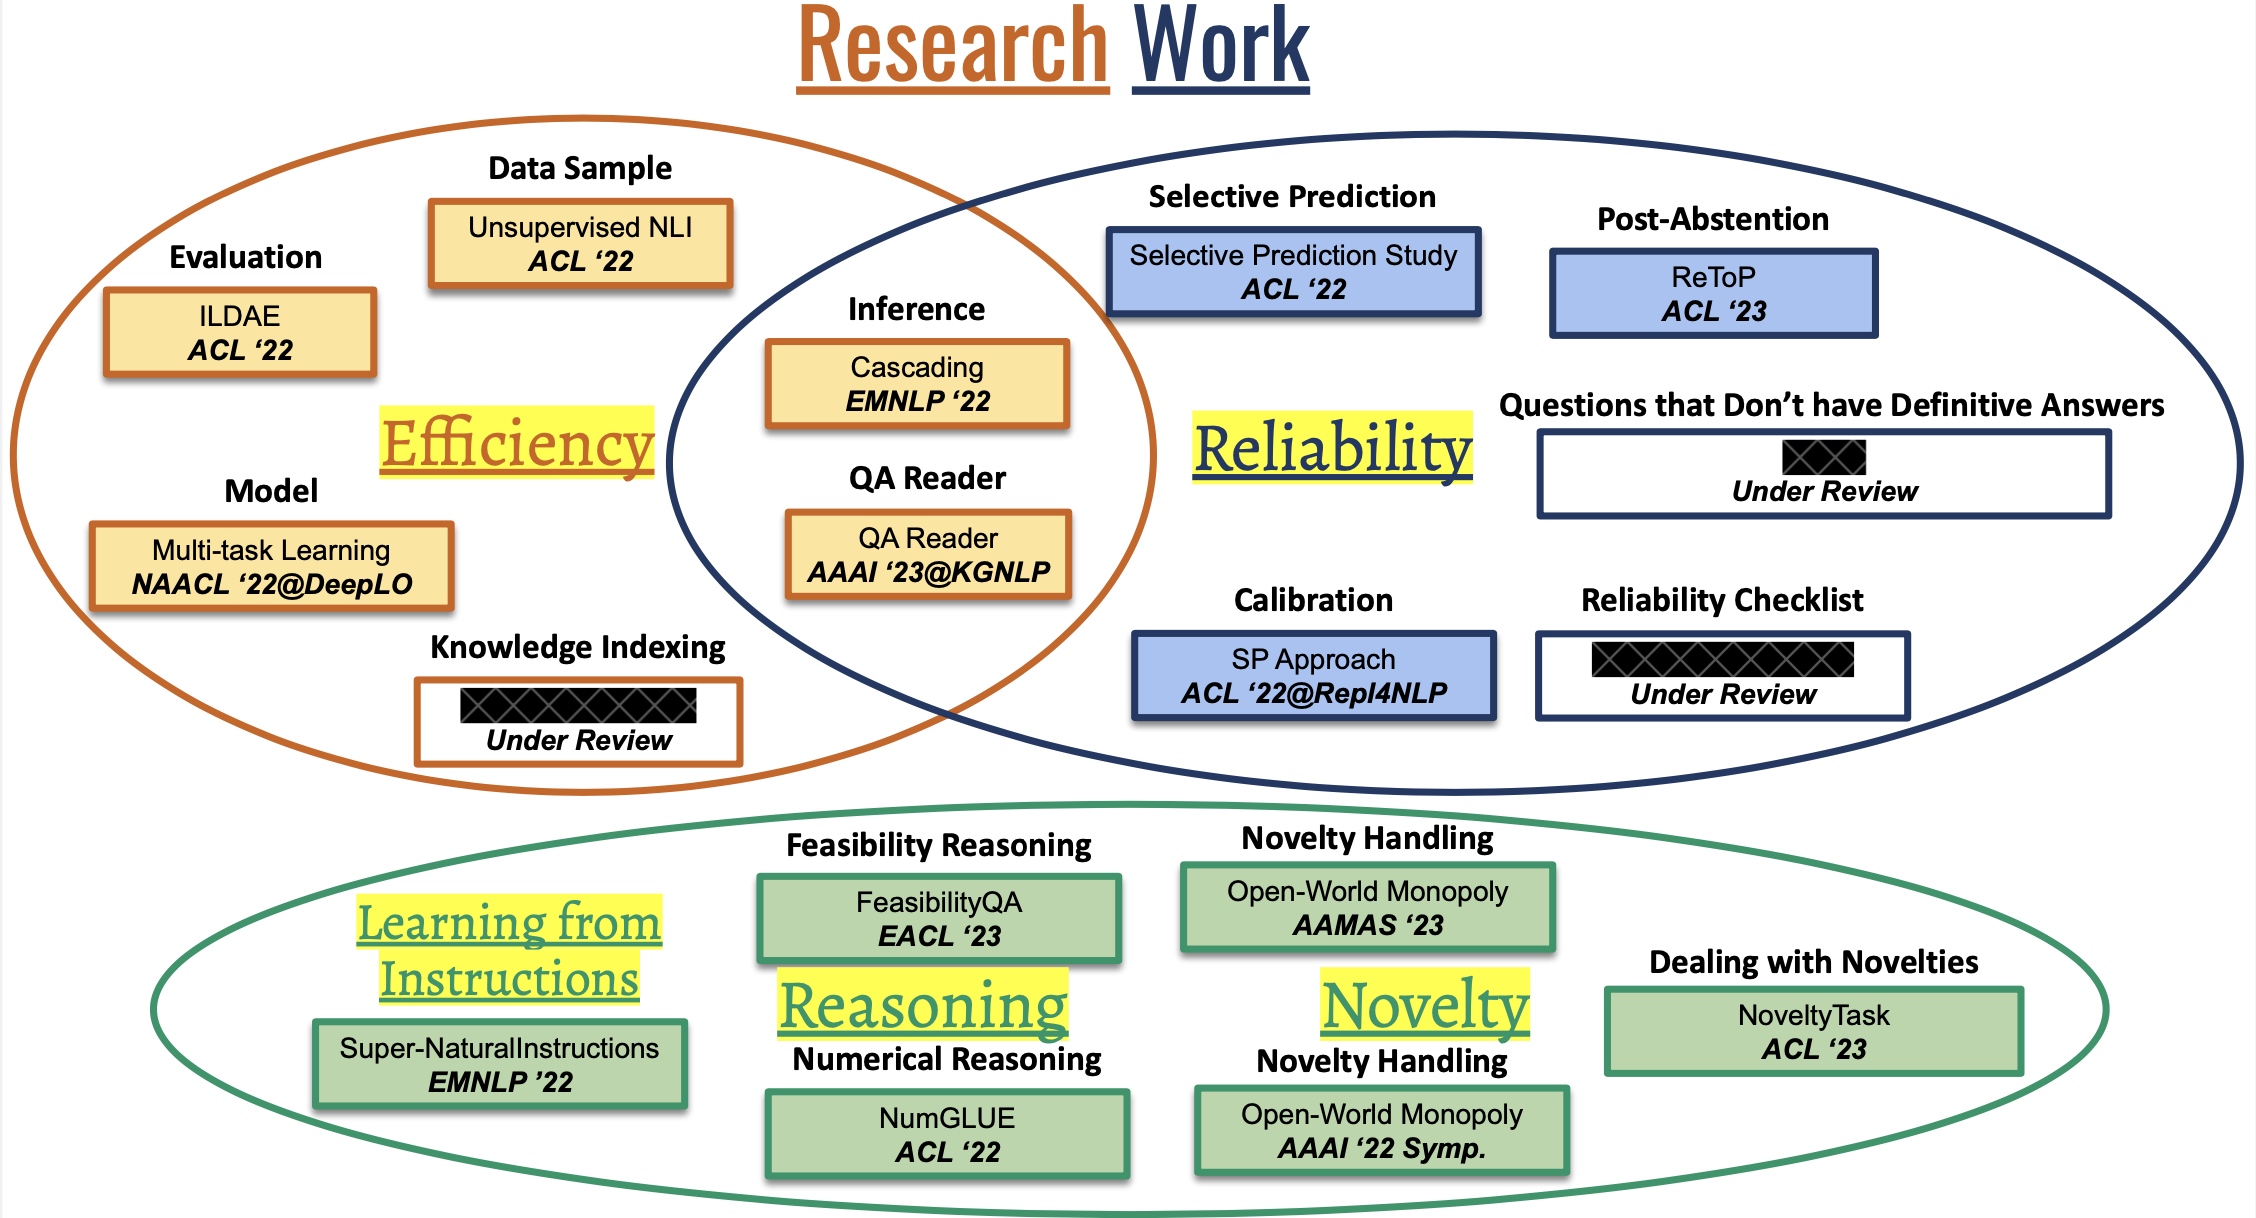 Research Work
Data Sample
Unsupervised NLI
ACL ‘22
Evaluation
ILDAE
ACL ‘22
Efficiency
Model
Multi-task Learning
NAACL ‘22@DeepLO
Knowledge Indexing
Under Review
Inference
Cascading
EMNLP ‘22
QA Reader
QA Reader
AAAI ‘23@KGNLP
Selective Prediction
Selective Prediction Study
ACL ‘22
Post-Abstention
ReToP
ACL ‘23
Reliability
Questions that Don’t have Definitive Answers
Under Review
Calibration
SP Approach
ACL ‘22@Repl4NLP
Reliability Checklist
Under Review
Learning from
Instructions
Super-NaturalInstructions
EMNLP ’22
Feasibility Reasoning
FeasibilityQA
EACL ‘23
Reasoning
Numerical Reasoning
NumGLUE
ACL ‘22
Novelty Handling
Open-World Monopoly
AAMAS ‘23
Novelty
Novelty Handling
Open-World Monopoly
AAAI ‘22 Symp.
Dealing with Novelties
NoveltyTask
ACL ‘23